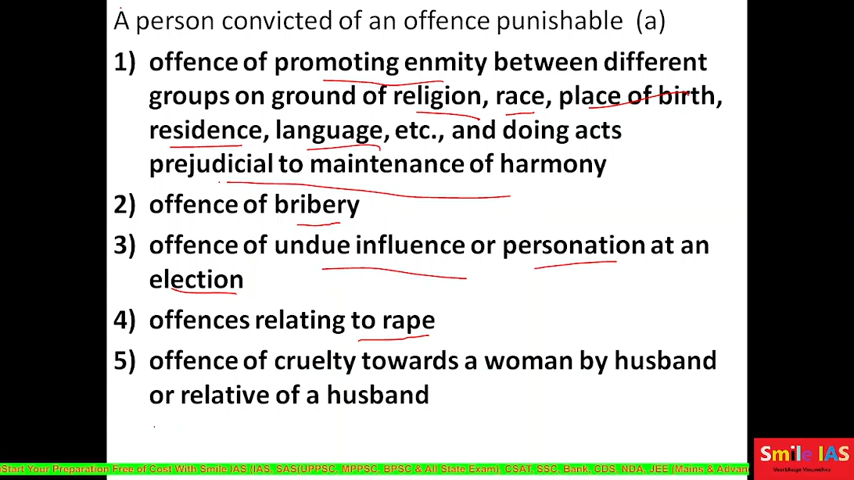 A person convicted of an offence punishable (a)
1) offence of promoting enmity between different
groups on ground of religion, race, place of birth,
residence, language, etc., and doing acts
prejudicial to maintenance of harmony
2) offence of bribery
3) offence of undue influence or personation at an
election
4) offences relating to rape
5) offence of cruelty towards a woman by husband
or relative of a husband
Start Your Preparation Free of Cost With Smile IAS (IAS, SAS(UPPSC, MPPSC, BPSC & All State Exam), CSAT SSC, Bank, CDS, NDA, JEE (Mains & Advan
Smile IAS